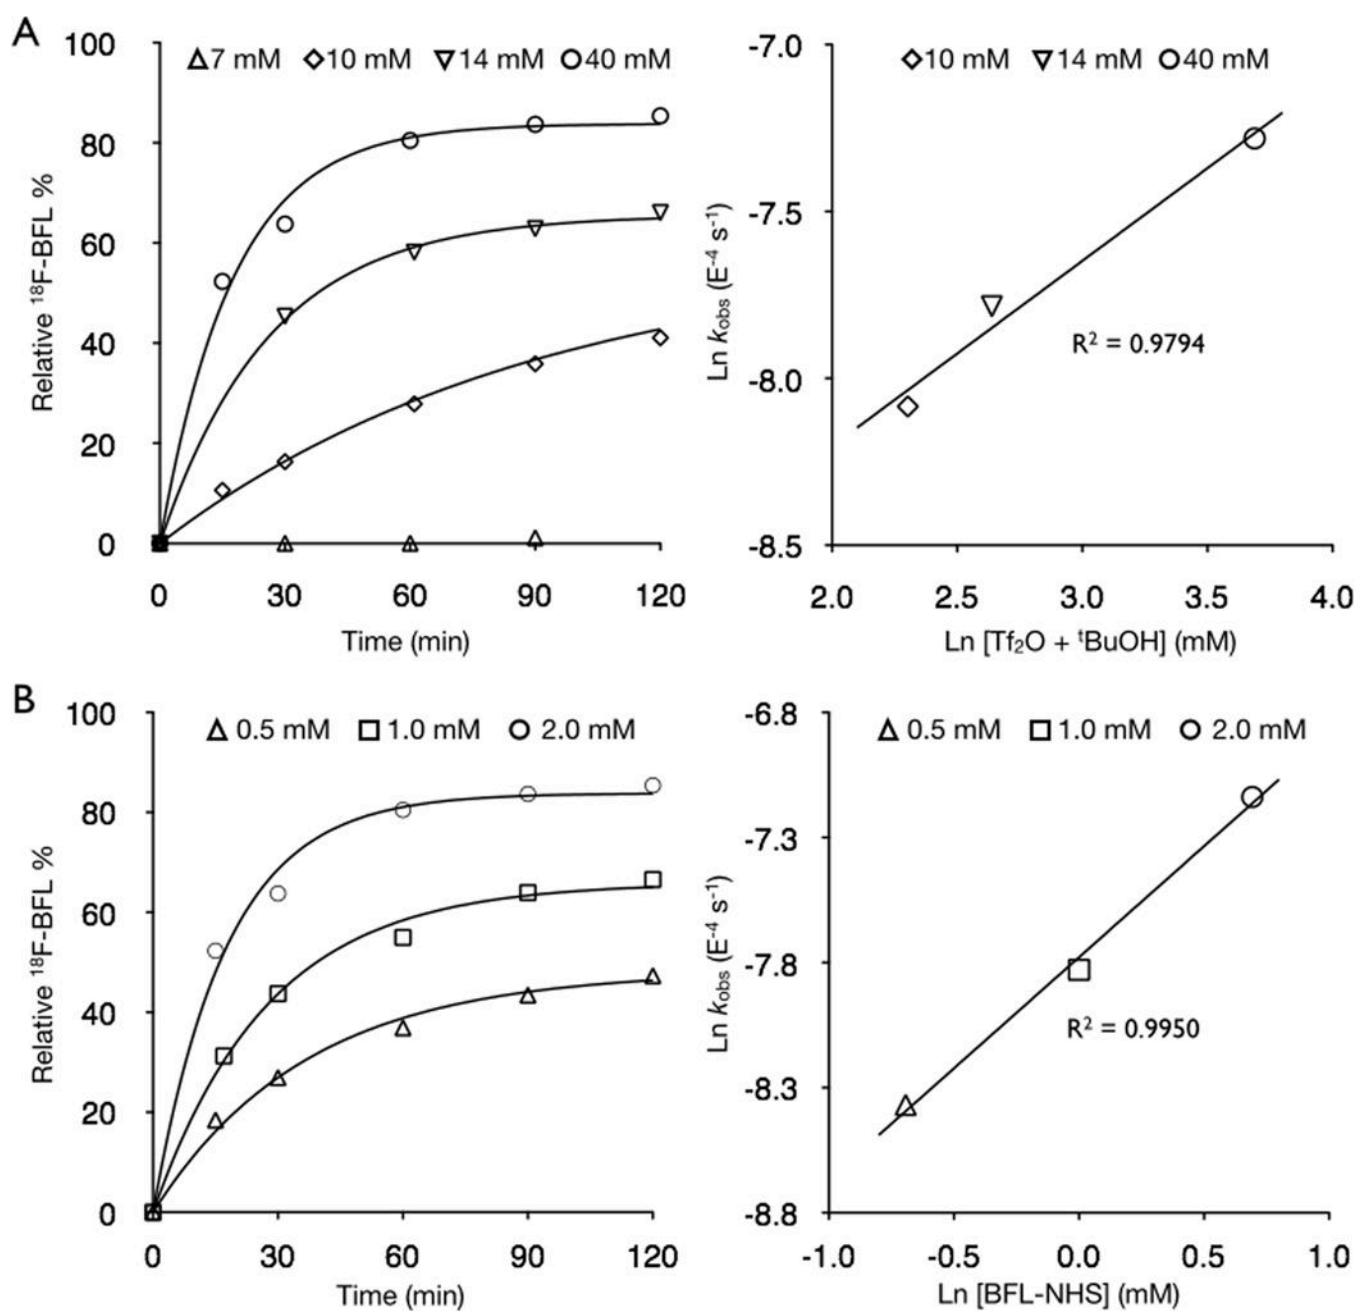 A
△7 mM ◇10 mM ▽14 mM ○40 mM
100
80
60
40
20
0
Relative ¹⁸F-BFL %
0 30 60 90 120
Time (min)
◇10 mM ▽14 mM ○40 mM
-7.0
-7.5
-8.0
-8.5
Ln kobs (E⁻⁴ s⁻¹)
R² = 0.9794
2.0 2.5 3.0 3.5 4.0
Ln [Tf₂O + ᵗBuOH] (mM)
B
△ 0.5 mM □ 1.0 mM ○ 2.0 mM
100
80
60
40
20
0
Relative ¹⁸F-BFL %
0 30 60 90 120
Time (min)
△ 0.5 mM □ 1.0 mM ○ 2.0 mM
-6.8
-7.3
-7.8
-8.3
-8.8
Ln kobs (E⁻⁴ s⁻¹)
R² = 0.9950
-1.0 -0.5 0.0 0.5 1.0
Ln [BFL-NHS] (mM)